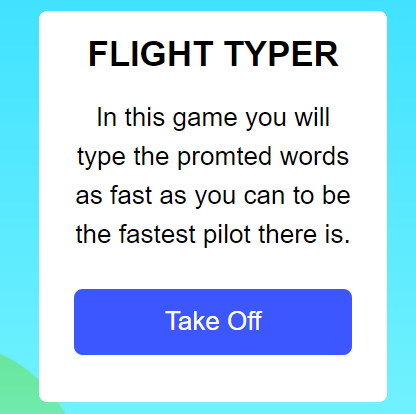 FLIGHT TYPER
In this game you will
type the promted words
as fast as you can to be
the fastest pilot there is.
Take Off